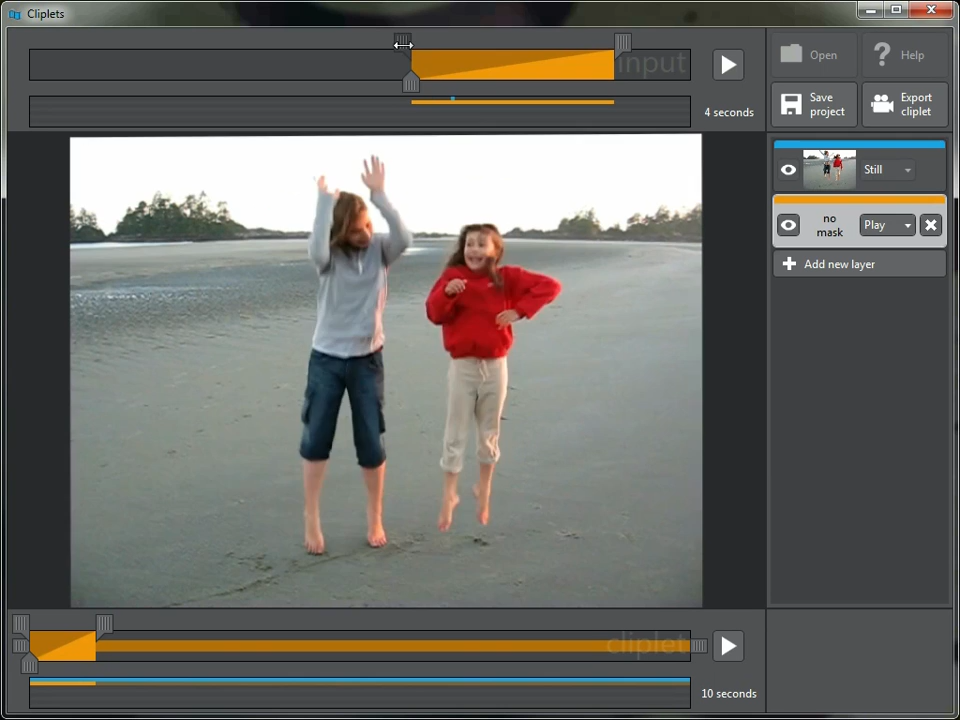 Cliplets
input
4 seconds
Open
Help
Save
project
Export
cliplet
Still
no
mask
Play
Add new layer
cliplet
10 seconds